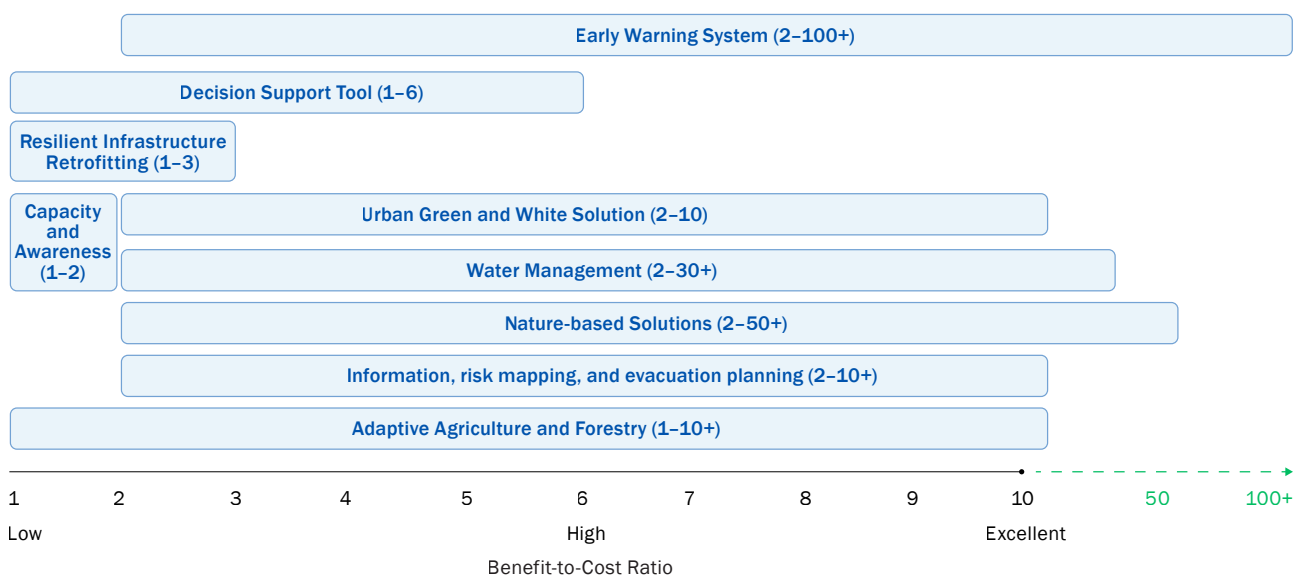 Early Warning System (2–100+)
Decision Support Tool (1–6)
Resilient Infrastructure
Retrofitting (1–3)
Capacity
and
Awareness
(1–2)
Urban Green and White Solution (2–10)
Water Management (2–30+)
Nature-based Solutions (2–50+)
Information, risk mapping, and evacuation planning (2–10+)
Adaptive Agriculture and Forestry (1–10+)
1 2 3 4 5 6 7 8 9 10 50 100+
Low High Excellent
Benefit-to-Cost Ratio